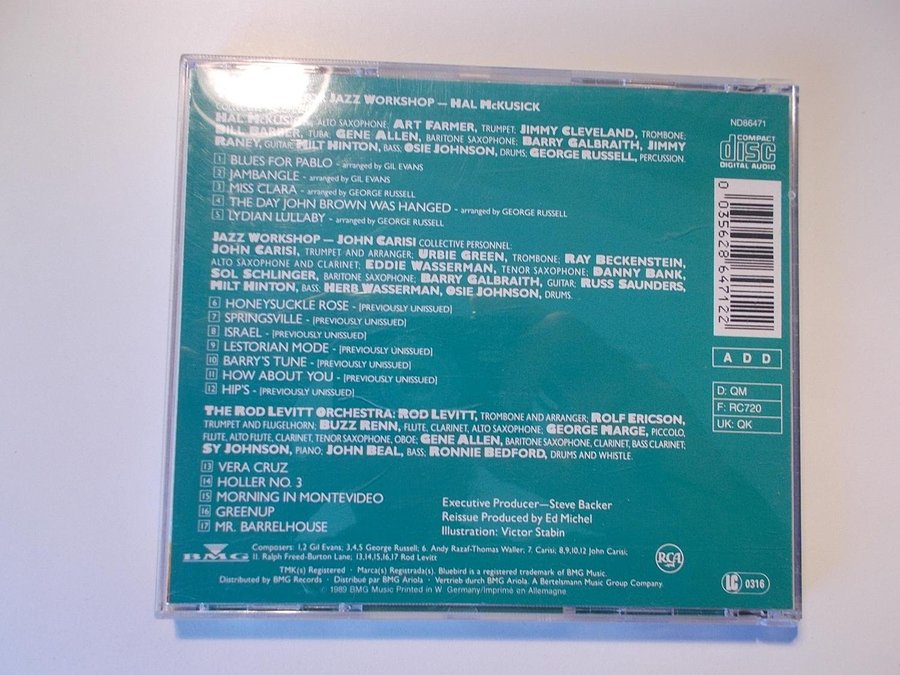 JAZZ WORKSHOP — HAL MCKUSICK
HAL MCKUSICK, ALTO SAXOPHONE; ART FARMER, TRUMPET; JIMMY CLEVELAND, TROMBONE;
BILL BARBER, TUBA; GENE ALLEN, BARITONE SAXOPHONE; BARRY GALBRAITH, JIMMY
RANEY, GUITAR; MILT HINTON, BASS; OSIE JOHNSON, DRUMS; GEORGE RUSSELL, PERCUSSION.
1 BLUES FOR PABLO - arranged by GIL EVANS
2 JAMBANGLE - arranged by GIL EVANS
3 MISS CLARA - arranged by GEORGE RUSSELL
4 THE DAY JOHN BROWN WAS HANGED - arranged by GEORGE RUSSELL
5 LYDIAN LULLABY - arranged by GEORGE RUSSELL
JAZZ WORKSHOP — JOHN CARISI COLLECTIVE PERSONNEL:
JOHN CARISI, TRUMPET AND ARRANGER; URBIE GREEN, TROMBONE; RAY BECKENSTEIN,
ALTO SAXOPHONE AND CLARINET; EDDIE WASSERMAN, TENOR SAXOPHONE; DANNY BANK,
SOL SCHLINGER, BARITONE SAXOPHONE; BARRY GALBRAITH, GUITAR; RUSS SAUNDERS,
MILT HINTON, BASS; HERB WASSERMAN, OSIE JOHNSON, DRUMS.
6 HONEYSUCKLE ROSE - [PREVIOUSLY UNISSUED]
7 SPRINGSVILLE - [PREVIOUSLY UNISSUED]
8 ISRAEL - [PREVIOUSLY UNISSUED]
9 LESTORIAN MODE - [PREVIOUSLY UNISSUED]
10 BARRY'S TUNE - [PREVIOUSLY UNISSUED]
11 HOW ABOUT YOU - [PREVIOUSLY UNISSUED]
12 HIP'S - [PREVIOUSLY UNISSUED]
THE ROD LEVITT ORCHESTRA: ROD LEVITT, TROMBONE AND ARRANGER; ROLF ERICSON,
TRUMPET AND FLUGELHORN; BUZZ RENN, FLUTE, CLARINET, ALTO SAXOPHONE; GEORGE MARGE, PICCOLO,
FLUTE, ALTO FLUTE, CLARINET, TENOR SAXOPHONE, OBOE; GENE ALLEN, BARITONE SAXOPHONE, CLARINET, BASS CLARINET;
SY JOHNSON, PIANO; JOHN BEAL, BASS; RONNIE BEDFORD, DRUMS AND WHISTLE.
13 VERA CRUZ
14 HOLLER NO. 3
15 MORNING IN MONTEVIDEO
16 GREENUP
17 MR. BARRELHOUSE
Executive Producer—Steve Backer
Reissue Produced by Ed Michel
Illustration: Victor Stabin
BMG
Composers: 1,2 Gil Evans; 3,4,5 George Russell; 6. Andy Razaf-Thomas Waller; 7. Carisi; 8,9,10,12 John Carisi;
11. Ralph Freed-Burton Lane; 13,14,15,16,17 Rod Levitt
TMK(s) Registered · Marca(s) Registrada(s). Bluebird is a registered trademark of BMG Music.
Distributed by BMG Records · Distribué par BMG Ariola · Vertrieb durch BMG Ariola. A Bertelsmann Music Group Company.
© 1989 BMG Music Printed in W. Germany/Imprimé en Allemagne
RCA
LC 0316
ND86471
COMPACT
disc
DIGITAL AUDIO
0 035628 647122
A D D
D: QM
F: RC720
UK: QK